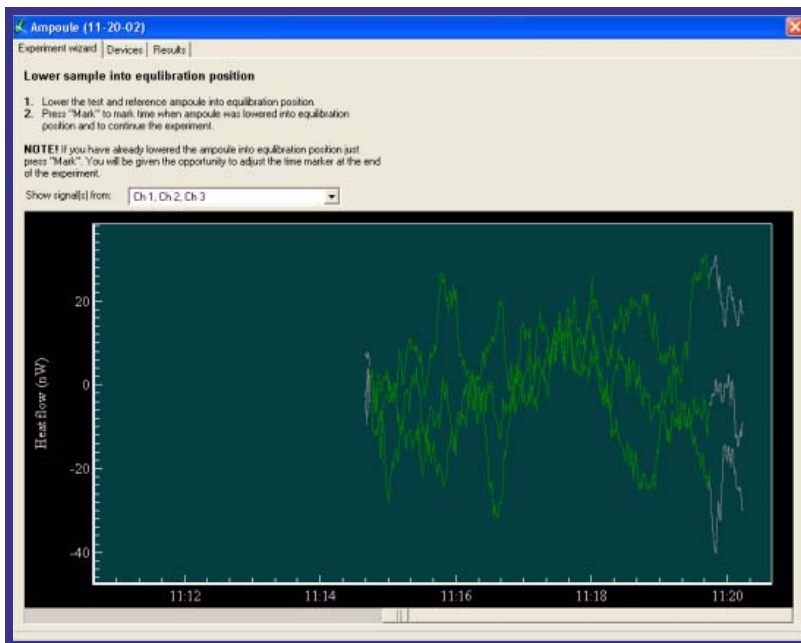 Ampoule (11-20-02)
Experiment wizard Devices Results
Lower sample into equlibration position
1. Lower the test and reference ampoule into equlibration position
2. Press "Mark" to mark time when ampoule was lowered into equlibration
position and to continue the experiment.
NOTE! If you have already lowered the ampoule into eqlibration position just
press "Mark". You will be given the opportunity to adjust the time marker at the end
of the experiment.
Show signal(s) from: Ch 1, Ch 2, Ch 3
Heat flow (nW)
20
0
-20
-40
11:12 11:14 11:16 11:18 11:20